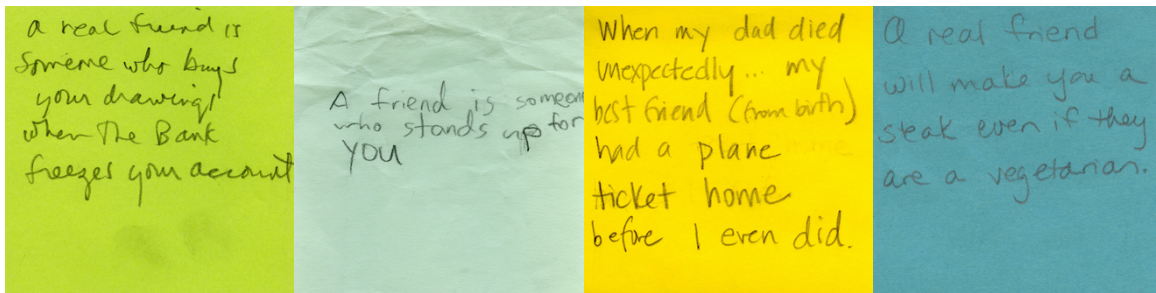 a real friend is
someone who buys
your drawings
when the Bank
freezes your account
A friend is someone
who stands up for
you
When my dad died
unexpectedly... my
best friend (from birth)
had a plane home
ticket home
before I even did.
A real friend
will make you a
steak even if they
are a vegetarian.